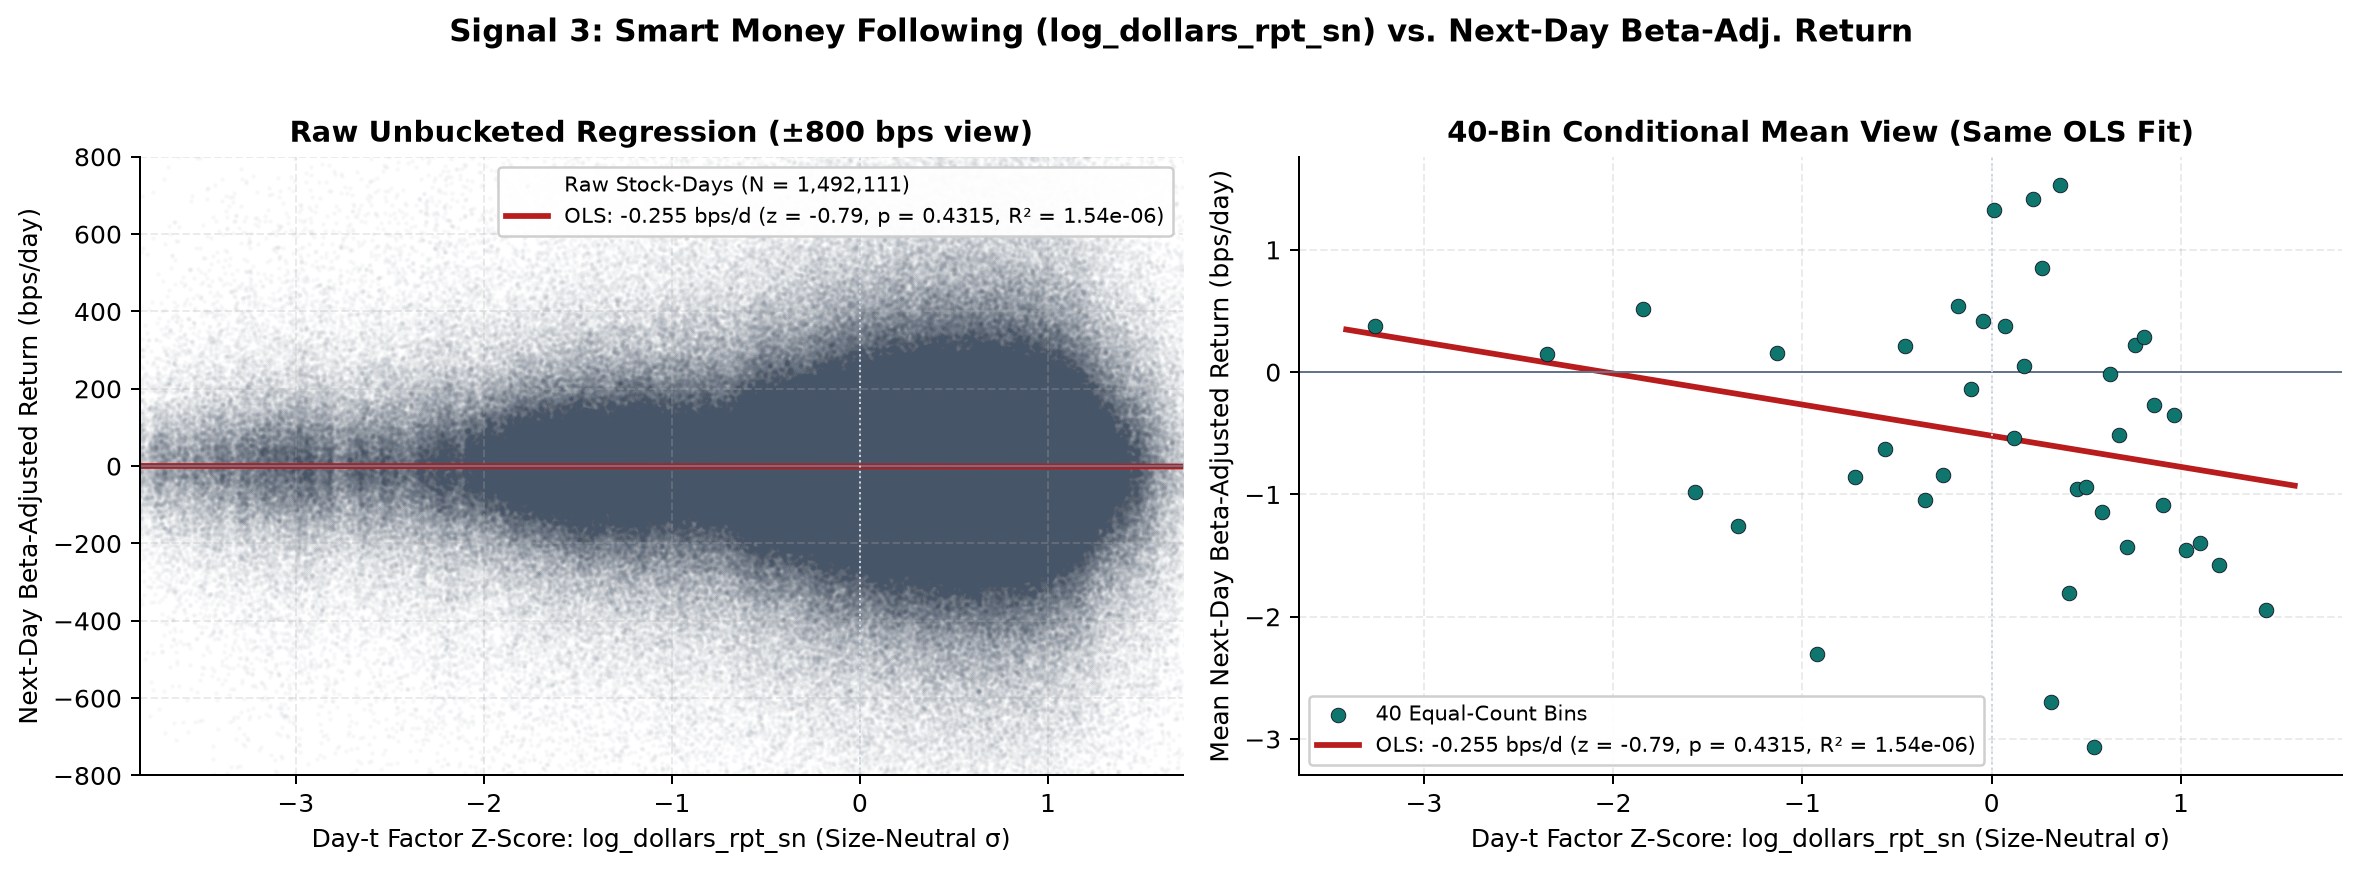 Signal 3: Smart Money Following (log_dollars_rpt_sn) vs. Next-Day Beta-Adj. Return
Raw Unbucketed Regression (±800 bps view)
Next-Day Beta-Adjusted Return (bps/day)
800
600
400
200
0
−200
−400
−600
−800
Raw Stock-Days (N = 1,492,111)
OLS: -0.255 bps/d (z = -0.79, p = 0.4315, R² = 1.54e-06)
−3
−2
−1
0
1
Day-t Factor Z-Score: log_dollars_rpt_sn (Size-Neutral σ)
40-Bin Conditional Mean View (Same OLS Fit)
Mean Next-Day Beta-Adjusted Return (bps/day)
1
0
−1
−2
−3
40 Equal-Count Bins
OLS: -0.255 bps/d (z = -0.79, p = 0.4315, R² = 1.54e-06)
−3
−2
−1
0
1
Day-t Factor Z-Score: log_dollars_rpt_sn (Size-Neutral σ)